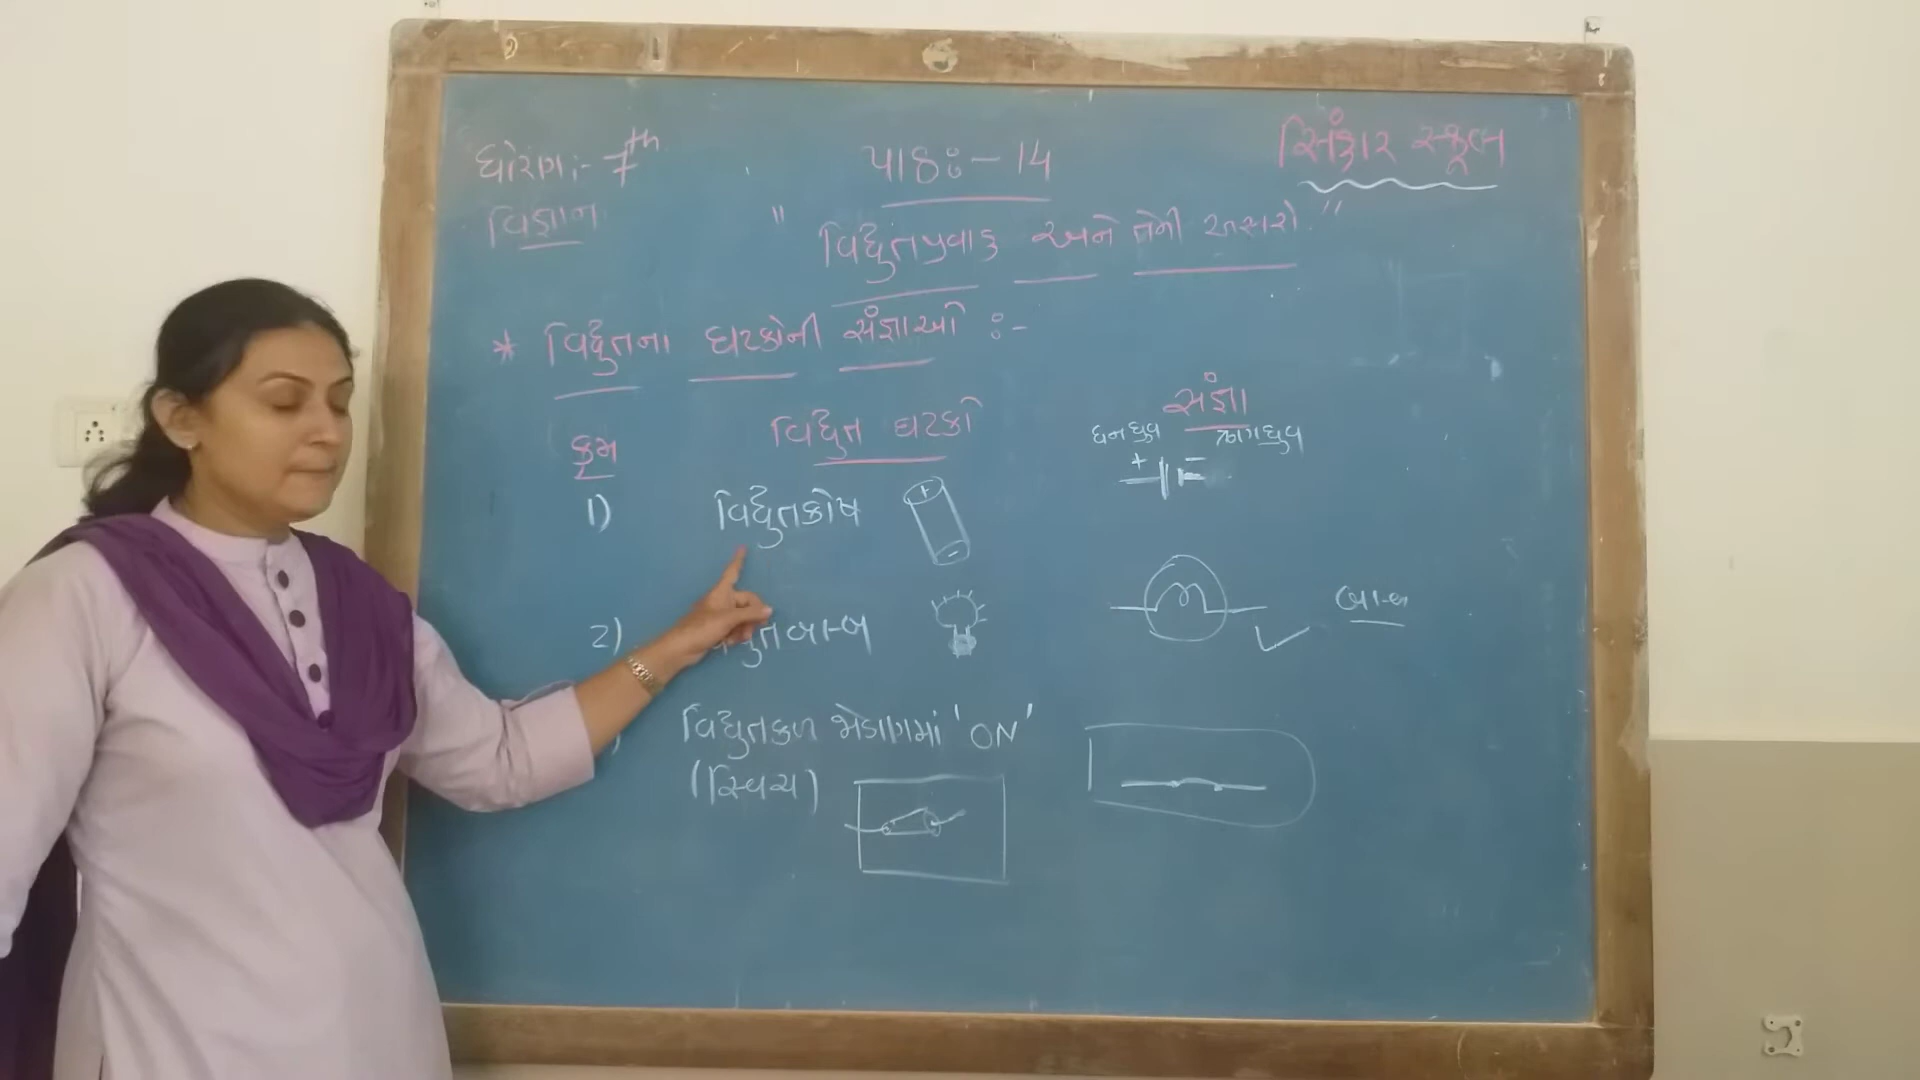 ધોરણ:- 7th
પાઠઃ- 14
સ્કૂલ
વિજ્ઞાન
" વિદ્યુતપ્રવાહ અને તેની અસરો. "
* વિદ્યુતના ઘટકોની સંજ્ઞાઓ :-
ક્રમ વિદ્યુત ઘટકો સંજ્ઞા
ધનધ્રુવ ઋણધ્રુવ
+ -
1) વિદ્યુતકોષ + -
2) વિદ્યુતબલ્બ બલ્બ
વિદ્યુતકળ જોડાણમાં 'ON'
(સ્વિચ)